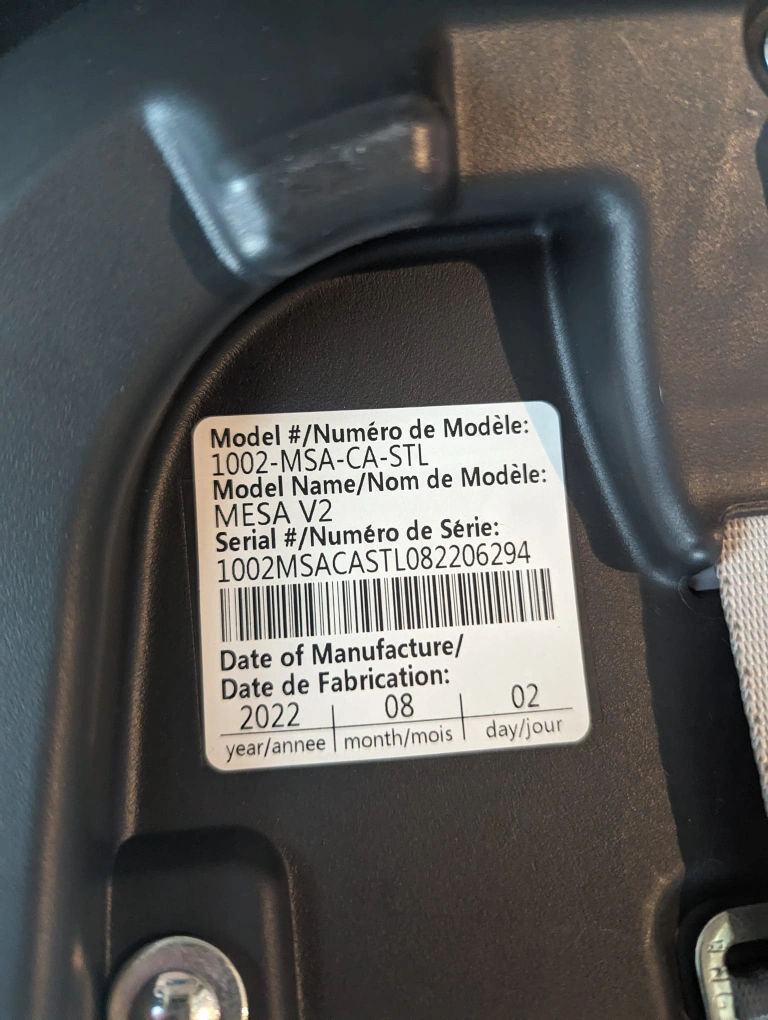 Model #/Numéro de Modèle:
1002-MSA-CA-STL
Model Name/Nom de Modèle:
MESA V2
Serial #/Numéro de Série:
1002MSACASTL082206294
Date of Manufacture/
Date de Fabrication:
2022 08 02
year/annee month/mois day/jour